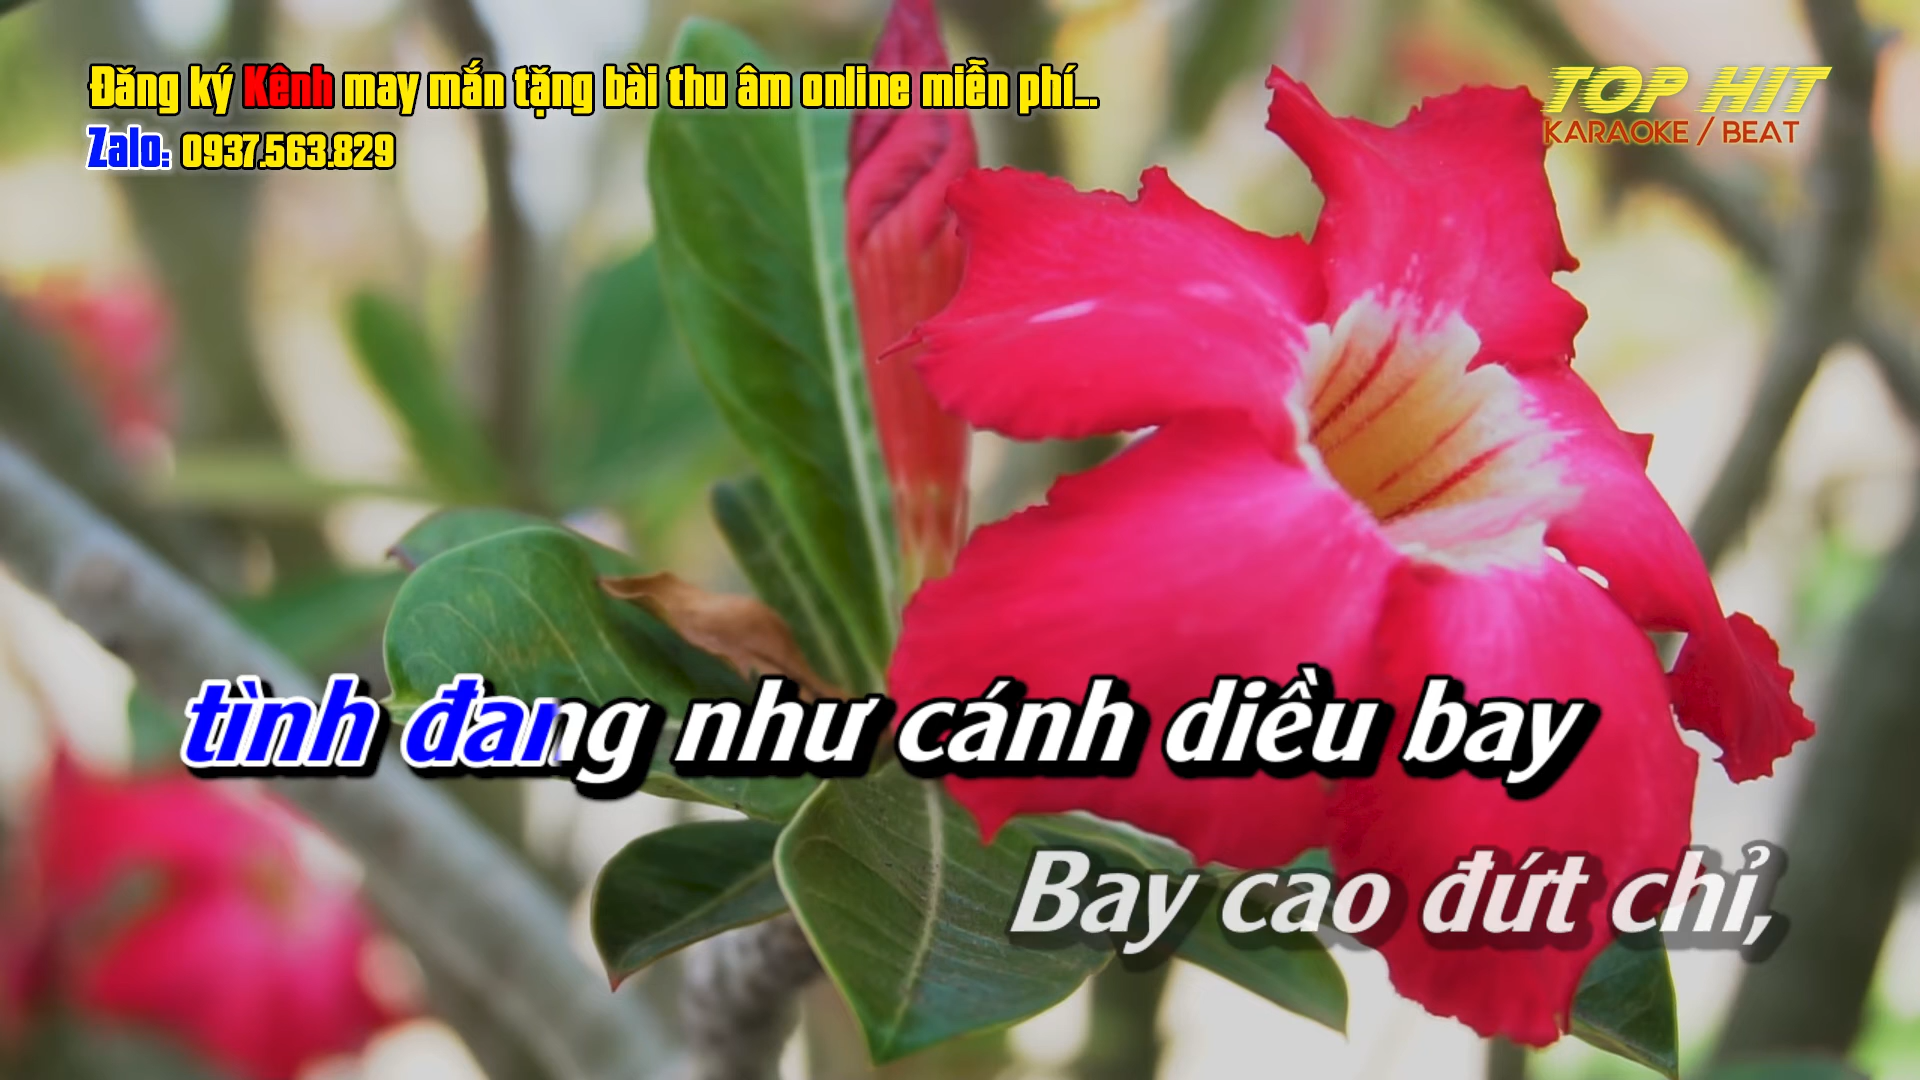 Đăng ký Kênh may mắn tặng bài thu âm online miễn phí...
Zalo: 0937.563.829
TOP HIT
KARAOKE / BEAT
tình đang như cánh diều bay
Bay cao đứt chỉ,